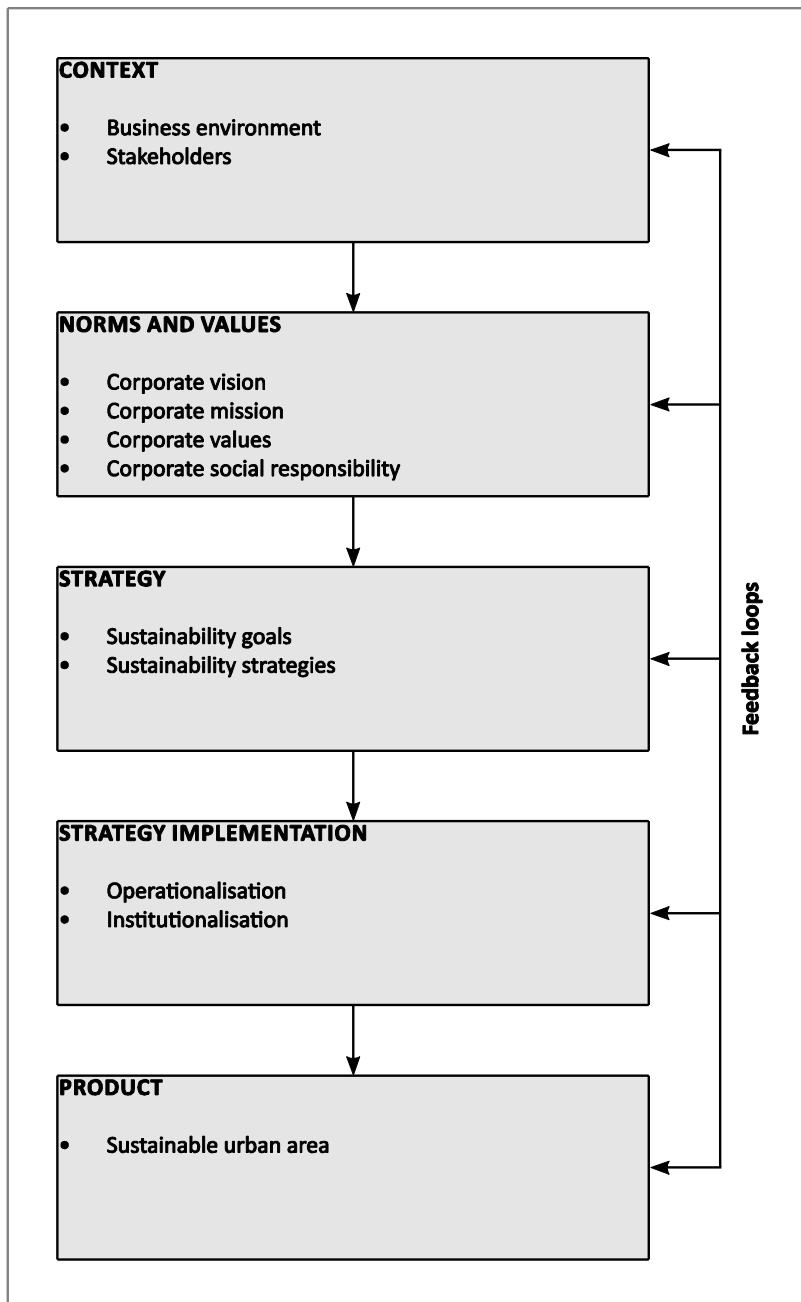 CONTEXT
• Business environment
• Stakeholders
NORMS AND VALUES
• Corporate vision
• Corporate mission
• Corporate values
• Corporate social responsibility
STRATEGY
• Sustainability goals
• Sustainability strategies
STRATEGY IMPLEMENTATION
• Operationalisation
• Institutionalisation
PRODUCT
• Sustainable urban area
Feedback loops